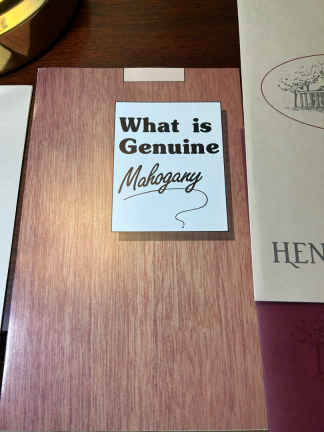 What is
Genuine
Mahogany
HEN